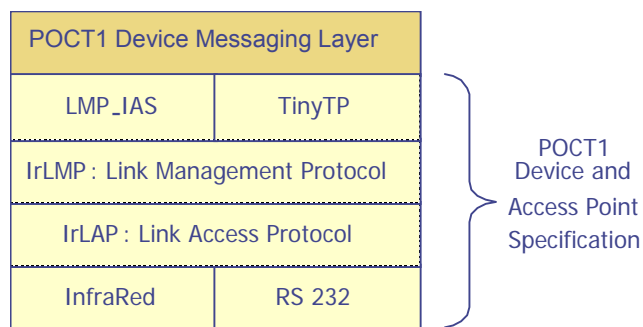 POCT1 Device Messaging Layer
LMP_IAS
TinyTP
IrLMP : Link Management Protocol
IrLAP : Link Access Protocol
InfraRed
RS 232
POCT1
Device and
Access Point
Specification